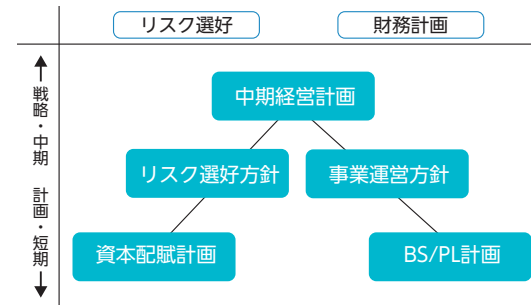 リスク選好
財務計画
戦略・中期
計画・短期
中期経営計画
リスク選好方針
事業運営方針
資本配賦計画
BS/PL計画